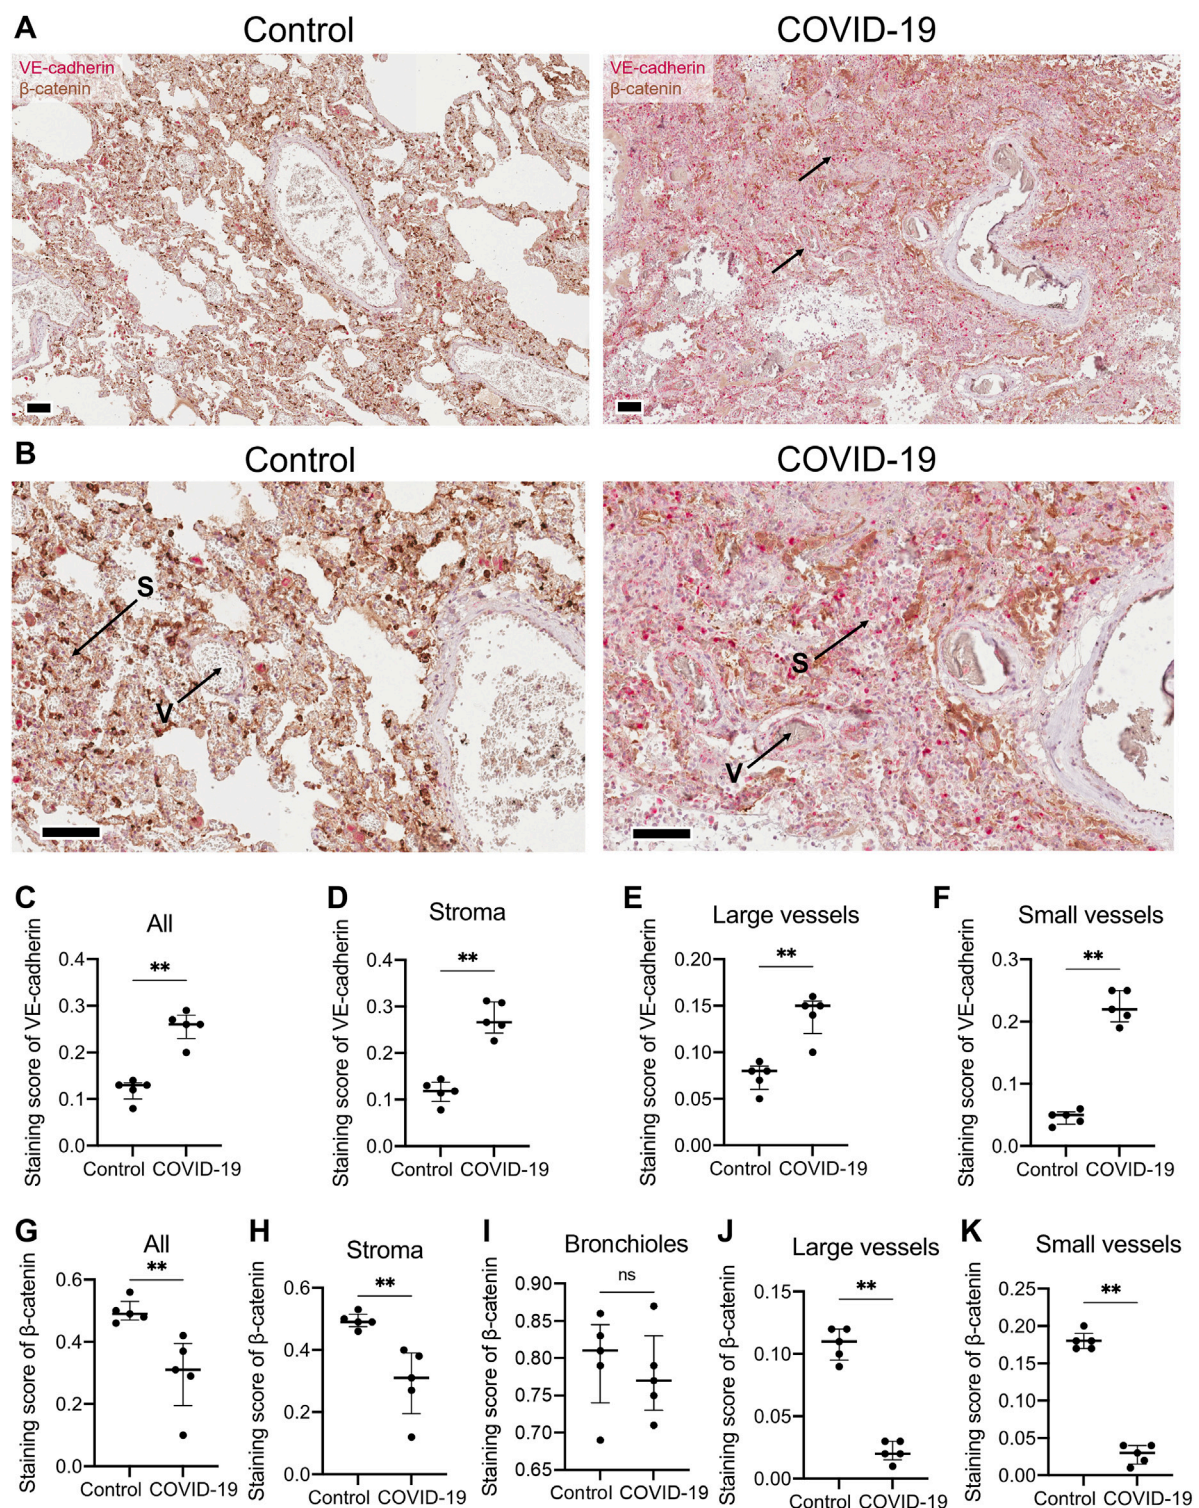 A
Control
COVID-19
VE-cadherin
β-catenin
VE-cadherin
β-catenin
B
Control
COVID-19
S
V
S
V
C
All
Staining score of VE-cadherin
0.4
0.3
0.2
0.1
0.0
**
Control COVID-19
D
Stroma
Staining score of VE-cadherin
0.4
0.3
0.2
0.1
0.0
**
Control COVID-19
E
Large vessels
Staining score of VE-cadherin
0.20
0.15
0.10
0.05
0.00
**
Control COVID-19
F
Small vessels
Staining score of VE-cadherin
0.3
0.2
0.1
0.0
**
Control COVID-19
G
All
Staining score of β-catenin
0.6
0.4
0.2
0.0
**
Control COVID-19
H
Stroma
Staining score of β-catenin
0.6
0.4
0.2
0.0
**
Control COVID-19
I
Bronchioles
Staining score of β-catenin
0.90
0.85
0.80
0.75
0.70
0.65
ns
Control COVID-19
J
Large vessels
Staining score of β-catenin
0.15
0.10
0.05
0.00
**
Control COVID-19
K
Small vessels
Staining score of β-catenin
0.25
0.20
0.15
0.10
0.05
0.00
**
Control COVID-19